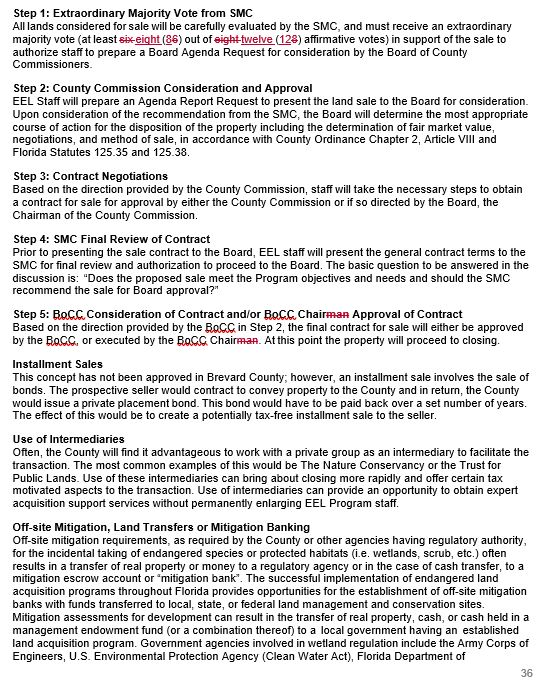 Step 1: Extraordinary Majority Vote from SMC
All lands considered for sale will be carefully evaluated by the SMC, and must receive an extraordinary
majority vote (at least six eight (86) out of eight twelve (128) affirmative votes) in support of the sale to
authorize staff to prepare a Board Agenda Request for consideration by the Board of County
Commissioners.
Step 2: County Commission Consideration and Approval
EEL Staff will prepare an Agenda Report Request to present the land sale to the Board for consideration.
Upon consideration of the recommendation from the SMC, the Board will determine the most appropriate
course of action for the disposition of the property including the determination of fair market value,
negotiations, and method of sale, in accordance with County Ordinance Chapter 2, Article VIII and
Florida Statutes 125.35 and 125.38.
Step 3: Contract Negotiations
Based on the direction provided by the County Commission, staff will take the necessary steps to obtain
a contract for sale for approval by either the County Commission or if so directed by the Board, the
Chairman of the County Commission.
Step 4: SMC Final Review of Contract
Prior to presenting the sale contract to the Board, EEL staff will present the general contract terms to the
SMC for final review and authorization to proceed to the Board. The basic question to be answered in the
discussion is: “Does the proposed sale meet the Program objectives and needs and should the SMC
recommend the sale for Board approval?”
Step 5: BoCC Consideration of Contract and/or BoCC Chairman Approval of Contract
Based on the direction provided by the BoCC in Step 2, the final contract for sale will either be approved
by the BoCC, or executed by the BoCC Chairman. At this point the property will proceed to closing.
Installment Sales
This concept has not been approved in Brevard County; however, an installment sale involves the sale of
bonds. The prospective seller would contract to convey property to the County and in return, the County
would issue a private placement bond. This bond would have to be paid back over a set number of years.
The effect of this would be to create a potentially tax-free installment sale to the seller.
Use of Intermediaries
Often, the County will find it advantageous to work with a private group as an intermediary to facilitate the
transaction. The most common examples of this would be The Nature Conservancy or the Trust for
Public Lands. Use of these intermediaries can bring about closing more rapidly and offer certain tax
motivated aspects to the transaction. Use of intermediaries can provide an opportunity to obtain expert
acquisition support services without permanently enlarging EEL Program staff.
Off-site Mitigation, Land Transfers or Mitigation Banking
Off-site mitigation requirements, as required by the County or other agencies having regulatory authority,
for the incidental taking of endangered species or protected habitats (i.e. wetlands, scrub, etc.) often
results in a transfer of real property or money to a regulatory agency or in the case of cash transfer, to a
mitigation escrow account or “mitigation bank”. The successful implementation of endangered land
acquisition programs throughout Florida provides opportunities for the establishment of off-site mitigation
banks with funds transferred to local, state, or federal land management and conservation sites.
Mitigation assessments for development can result in the transfer of real property, cash, or cash held in a
management endowment fund (or a combination thereof) to a local government having an established
land acquisition program. Government agencies involved in wetland regulation include the Army Corps of
Engineers, U.S. Environmental Protection Agency (Clean Water Act), Florida Department of
36